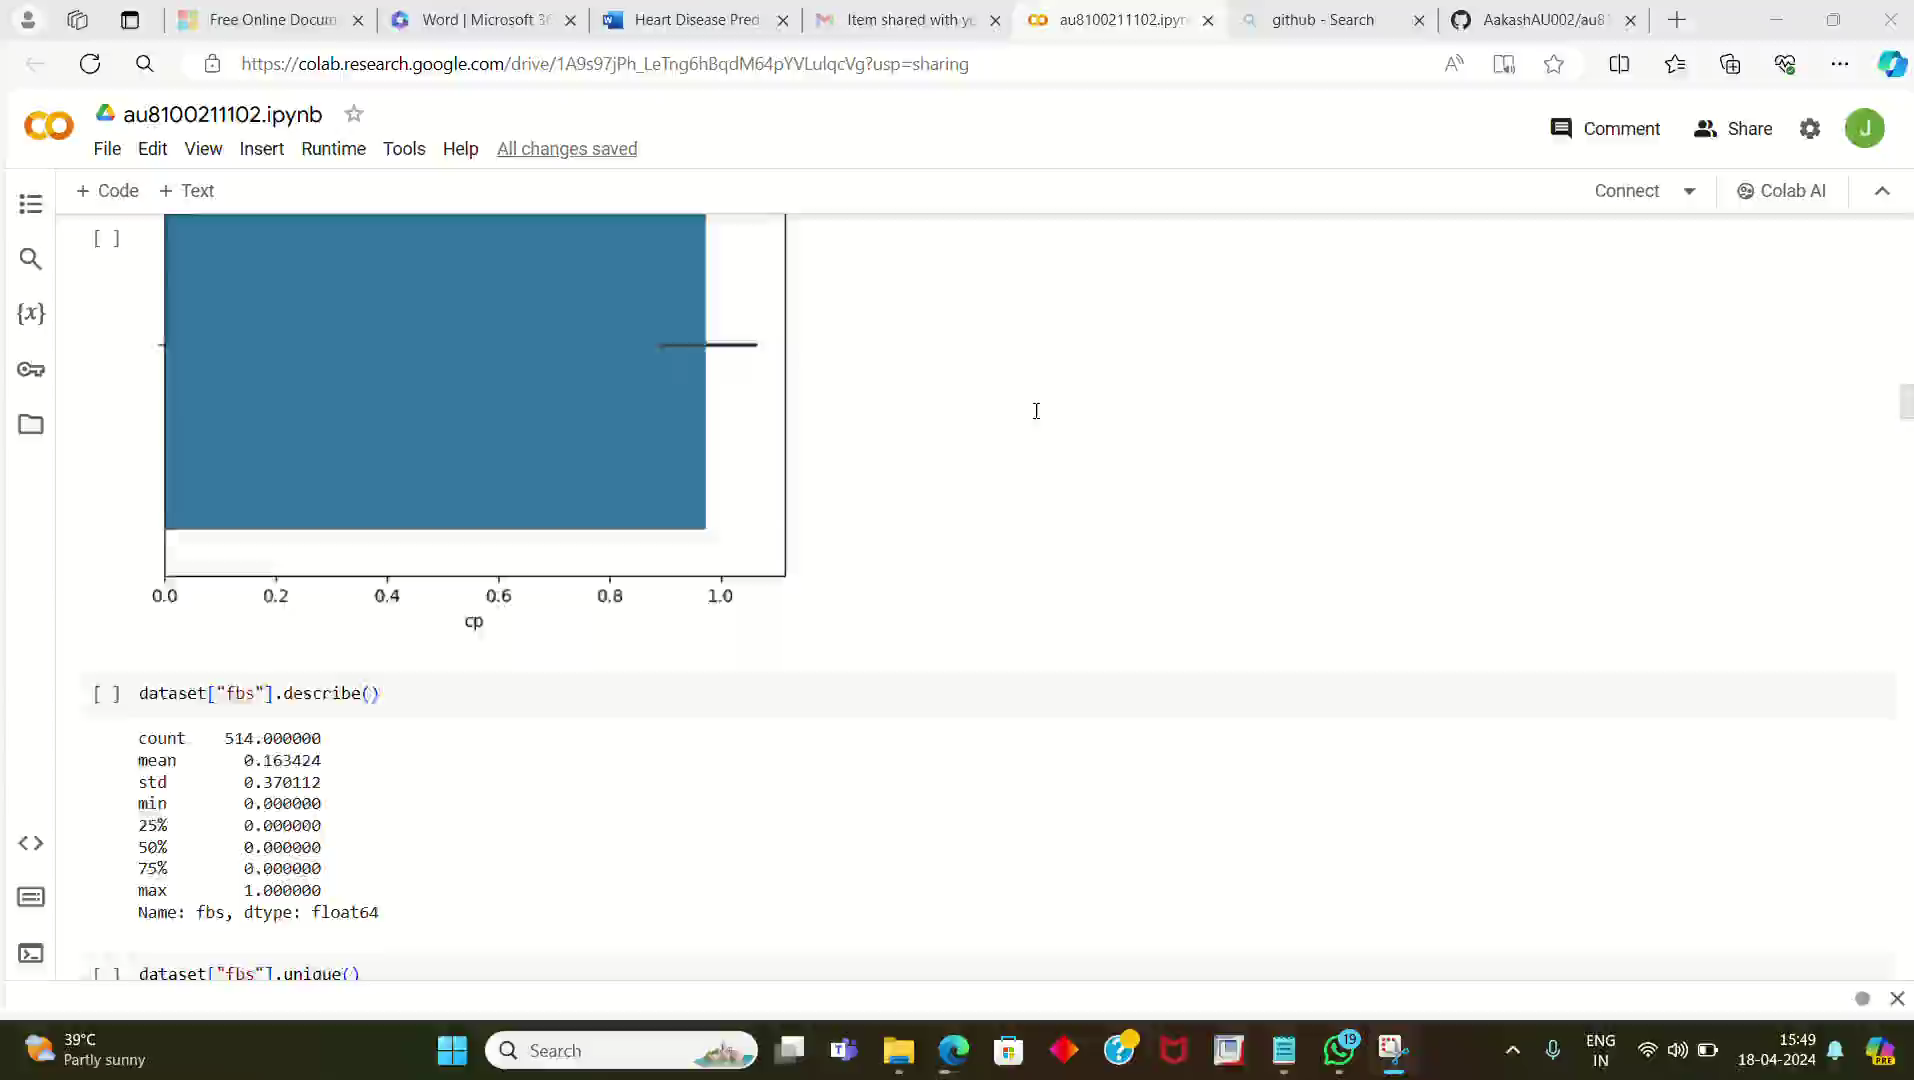 Free Online Docum
Word | Microsoft 36
Heart Disease Pred
Item shared with yo
au8100211102.ipyn
github - Search
AakashAU002/au8
https://colab.research.google.com/drive/1A9s97jPh_LeTng6hBqdM64pYVLulqcVg?usp=sharing
au8100211102.ipynb
Comment
Share
J
File Edit View Insert Runtime Tools Help All changes saved
+ Code + Text
Connect
Colab AI
[ ]
0.0 0.2 0.4 0.6 0.8 1.0
cp
[ ] dataset["fbs"].describe()
count 514.000000
mean 0.163424
std 0.370112
min 0.000000
25% 0.000000
50% 0.000000
75% 0.000000
max 1.000000
Name: fbs, dtype: float64
[ ] dataset["fbs"].unique()
39°C
Partly sunny
Search
19
ENG
IN
15:49
18-04-2024
PRE